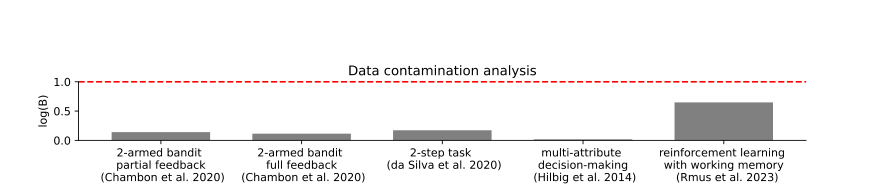 Data contamination analysis
log(B)
1.0
0.5
0.0
2-armed bandit
partial feedback
(Chambon et al. 2020)
2-armed bandit
full feedback
(Chambon et al. 2020)
2-step task
(da Silva et al. 2020)
multi-attribute
decision-making
(Hilbig et al. 2014)
reinforcement learning
with working memory
(Rmus et al. 2023)